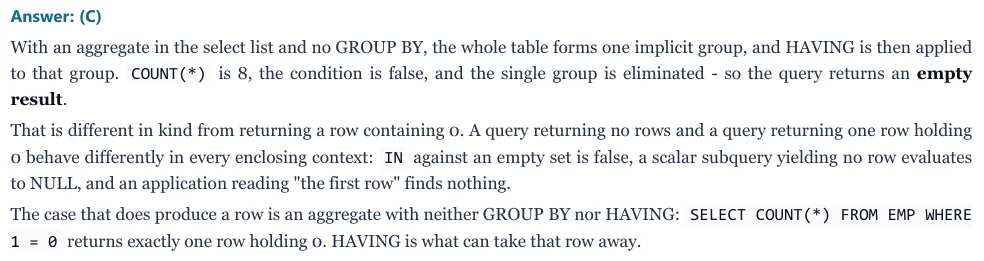 Answer: (C)
With an aggregate in the select list and no GROUP BY, the whole table forms one implicit group, and HAVING is then applied
to that group. COUNT(*) is 8, the condition is false, and the single group is eliminated - so the query returns an empty
result.
That is different in kind from returning a row containing 0. A query returning no rows and a query returning one row holding
0 behave differently in every enclosing context: IN against an empty set is false, a scalar subquery yielding no row evaluates
to NULL, and an application reading "the first row" finds nothing.
The case that does produce a row is an aggregate with neither GROUP BY nor HAVING: SELECT COUNT(*) FROM EMP WHERE
1 = 0 returns exactly one row holding 0. HAVING is what can take that row away.